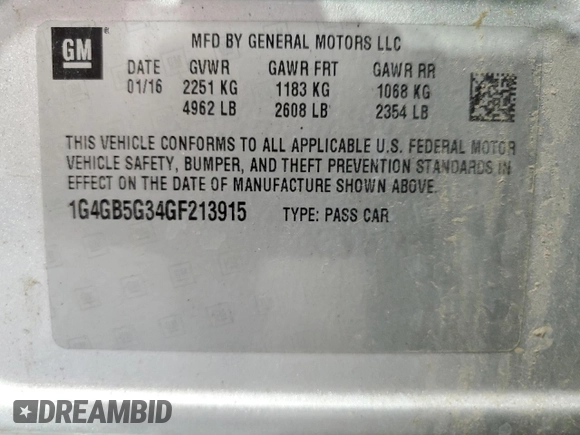 GM
MFD BY GENERAL MOTORS LLC
DATE GVWR GAWR FRT GAWR RR
01/16 2251 KG 1183 KG 1068 KG
4962 LB 2608 LB 2354 LB
THIS VEHICLE CONFORMS TO ALL APPLICABLE U.S. FEDERAL MOTOR
VEHICLE SAFETY, BUMPER, AND THEFT PREVENTION STANDARDS IN
EFFECT ON THE DATE OF MANUFACTURE SHOWN ABOVE.
1G4GB5G34GF213915 TYPE: PASS CAR
DREAMBID